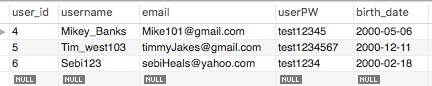 user_id username email userPW birth_date
4 Mikey_Banks Mike101@gmail.com test12345 2000-05-06
5 Tim_west103 timmyJakes@gmail.com test1234567 2000-12-11
6 Sebi123 sebiHeals@yahoo.com test1234 2000-02-18
NULL NULL NULL NULL NULL